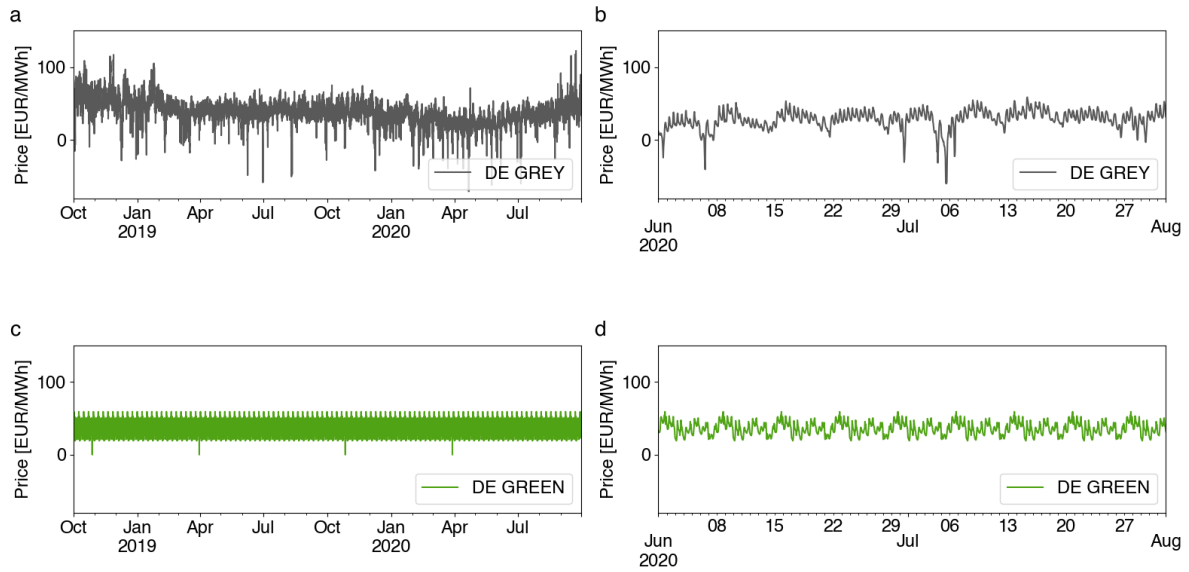 a
Price [EUR/MWh]
100
0
DE GREY
Oct Jan Apr Jul Oct Jan Apr Jul
2019 2020
b
Price [EUR/MWh]
100
0
DE GREY
08 15 22 29 06 13 20 27
Jun Jul Aug
2020
c
Price [EUR/MWh]
100
0
DE GREEN
Oct Jan Apr Jul Oct Jan Apr Jul
2019 2020
d
Price [EUR/MWh]
100
0
DE GREEN
08 15 22 29 06 13 20 27
Jun Jul Aug
2020